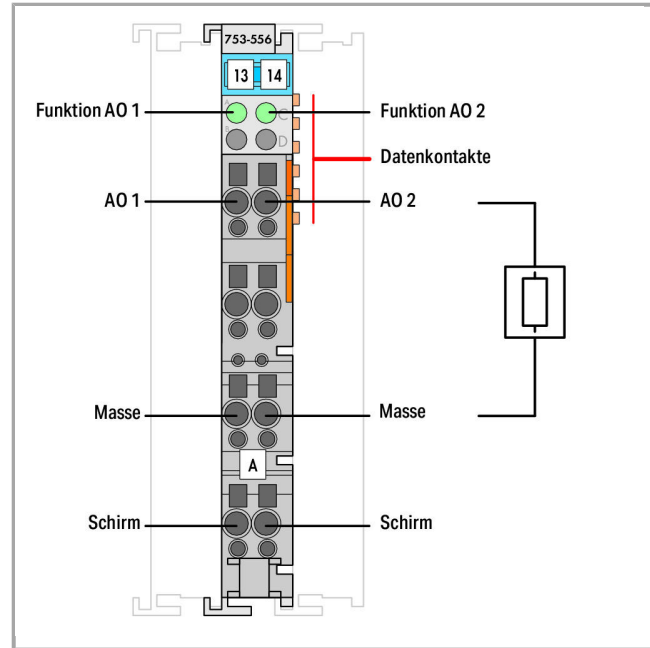 753-556
13 14
Funktion AO 1
A
C
Funktion AO 2
B
D
Datenkontakte
AO 1
AO 2
Masse
Masse
A
Schirm
Schirm